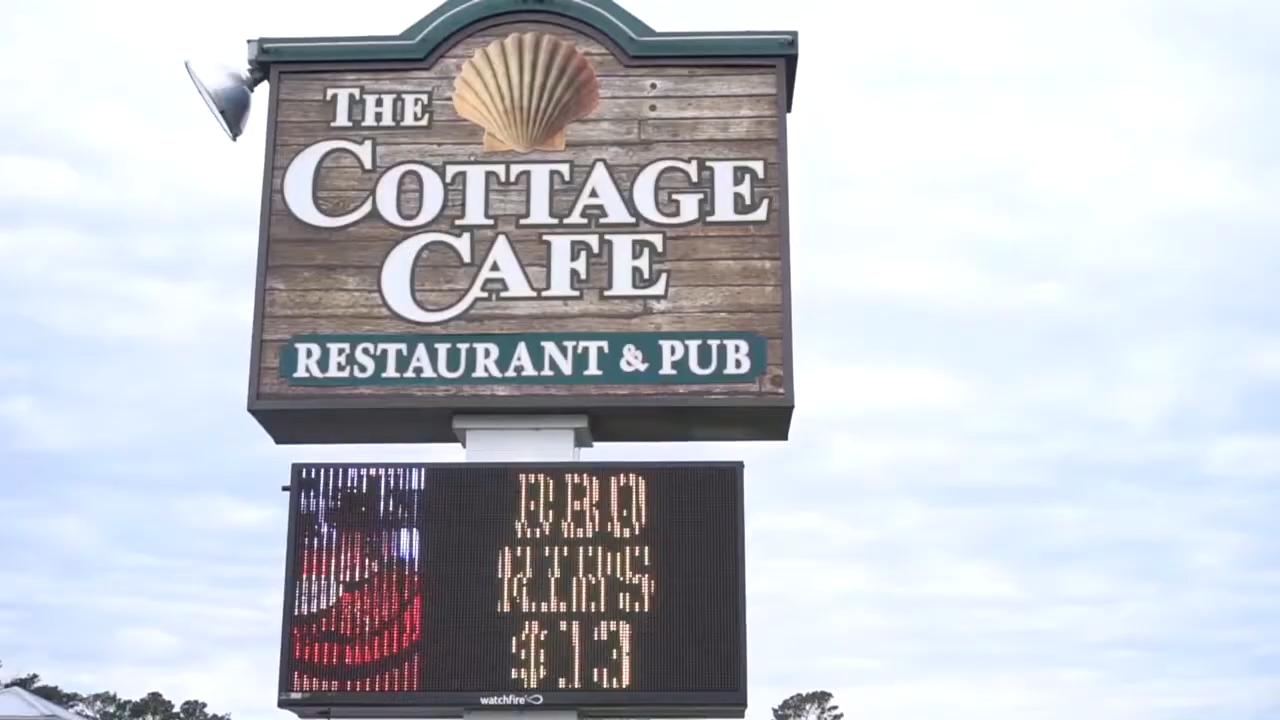 THE
COTTAGE
CAFE
RESTAURANT & PUB
BBQ
RIBS
$13
watchfire